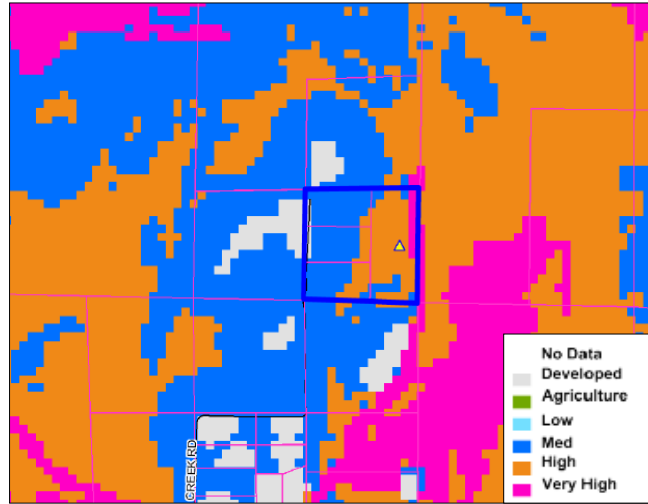 CREEK RD
No Data
Developed
Agriculture
Low
Med
High
Very High